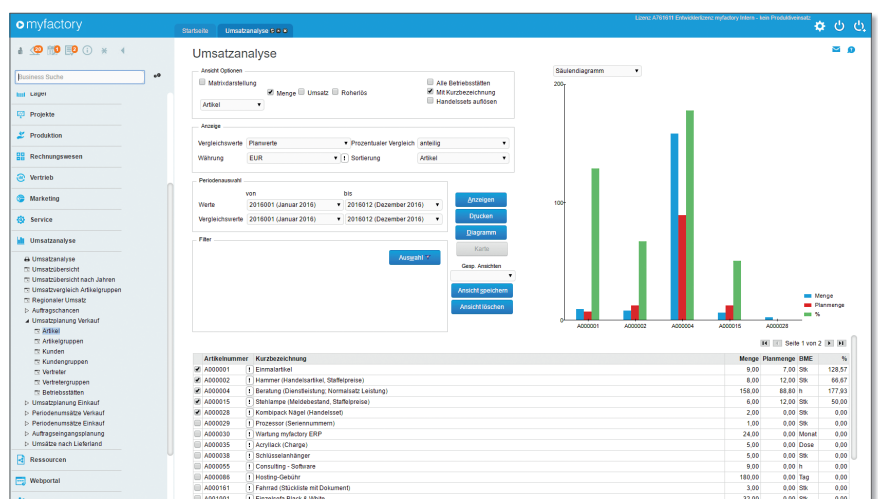 myfactory
Lizenz A761611 Entwicklerlizenz myfactory Intern - kein Produktiveinsatz
Startseite
Umsatzanalyse
Business Suche
Lager
Projekte
Produktion
Rechnungswesen
Vertrieb
Marketing
Service
Umsatzanalyse
Umsatzanalyse
Umsatzübersicht
Umsatzübersicht nach Jahren
Umsatzvergleich Artikelgruppen
Regionaler Umsatz
Auftragschancen
Umsatzplanung Verkauf
Artikel
Artikelgruppen
Kunden
Kundengruppen
Vertreter
Vertretergruppen
Betriebsstätten
Umsatzplanung Einkauf
Periodenumsätze Verkauf
Periodenumsätze Einkauf
Auftragseingangsplanung
Umsätze nach Lieferland
Ressourcen
Webportal
Umsatzanalyse
Ansicht Optionen
Matrixdarstellung
Menge Umsatz Roherlös
Artikel
Alle Betriebsstätten
Mit Kurzbezeichnung
Handelssets auflösen
Anzeige
Vergleichswerte Planwerte Prozentualer Vergleich anteilig
Währung EUR ! Sortierung Artikel
Periodenauswahl
von bis
Werte 2016001 (Januar 2016) 2016012 (Dezember 2016)
Vergleichswerte 2016001 (Januar 2016) 2016012 (Dezember 2016)
Filter
Auswahl
Anzeigen
Drucken
Diagramm
Karte
Gesp. Ansichten
Ansicht speichern
Ansicht löschen
Säulendiagramm
200
100
0
A000001 A000002 A000004 A000015 A000028
Menge
Planmenge
%
Seite 1 von 2
Artikelnummer Kurzbezeichnung Menge Planmenge BME %
A000001 ! Einmalartikel 9,00 7,00 Stk 128,57
A000002 ! Hammer (Handelsartikel, Staffelpreise) 8,00 12,00 Stk 66,67
A000004 ! Beratung (Dienstleistung; Normalsatz Leistung) 158,00 88,80 h 177,93
A000015 ! Stehlampe (Meldebestand, Staffelpreise) 6,00 12,00 Stk 50,00
A000028 ! Kombipack Nägel (Handelsset) 2,00 0,00 Stk 0,00
A000029 ! Prozessor (Seriennummern) 1,00 0,00 Stk 0,00
A000030 ! Wartung myfactory ERP 24,00 0,00 Monat 0,00
A000035 ! Acryllack (Charge) 5,00 0,00 Dose 0,00
A000038 ! Schlüsselanhänger 5,00 0,00 Stk 0,00
A000055 ! Consulting - Software 9,00 0,00 h 0,00
A000086 ! Hosting-Gebühr 180,00 0,00 Tag 0,00
A000161 ! Fahrrad (Stückliste mit Dokument) 3,00 0,00 Stk 0,00